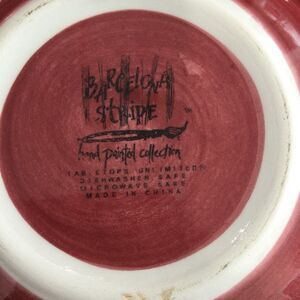 BARCELONA
STRIPE
hand painted collection
TABLETOPS UNLIMITED
DISHWASHER SAFE
MICROWAVE SAFE
MADE IN CHINA